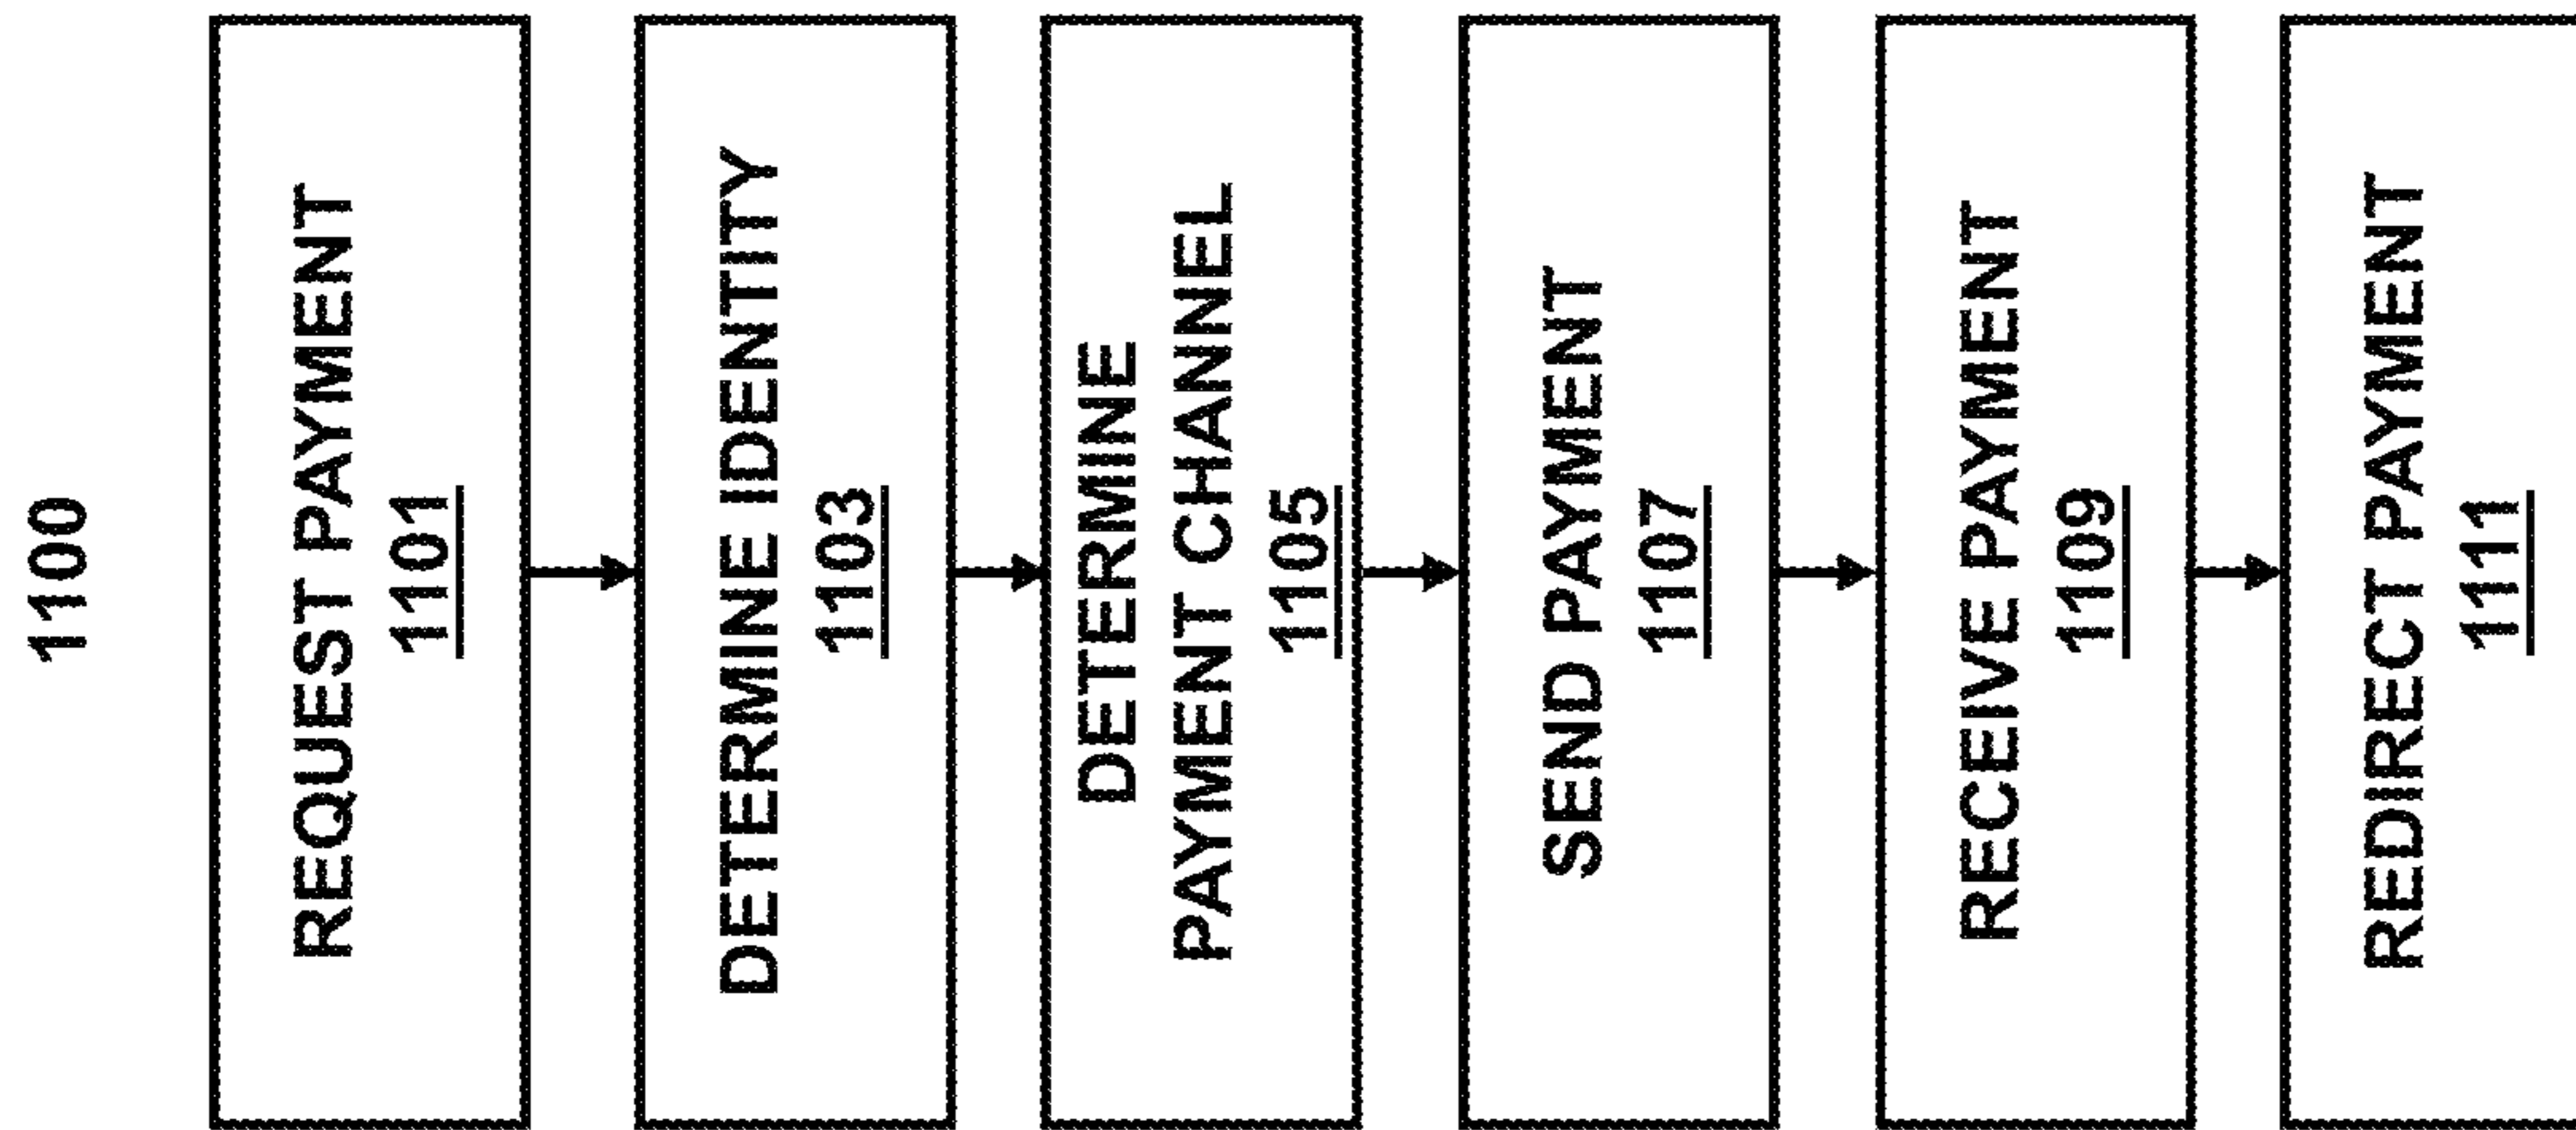 1100
REQUEST PAYMENT
1101
DETERMINE IDENTITY
1103
DETERMINE
PAYMENT CHANNEL
1105
SEND PAYMENT
1107
RECEIVE PAYMENT
1109
REDIRECT PAYMENT
1111